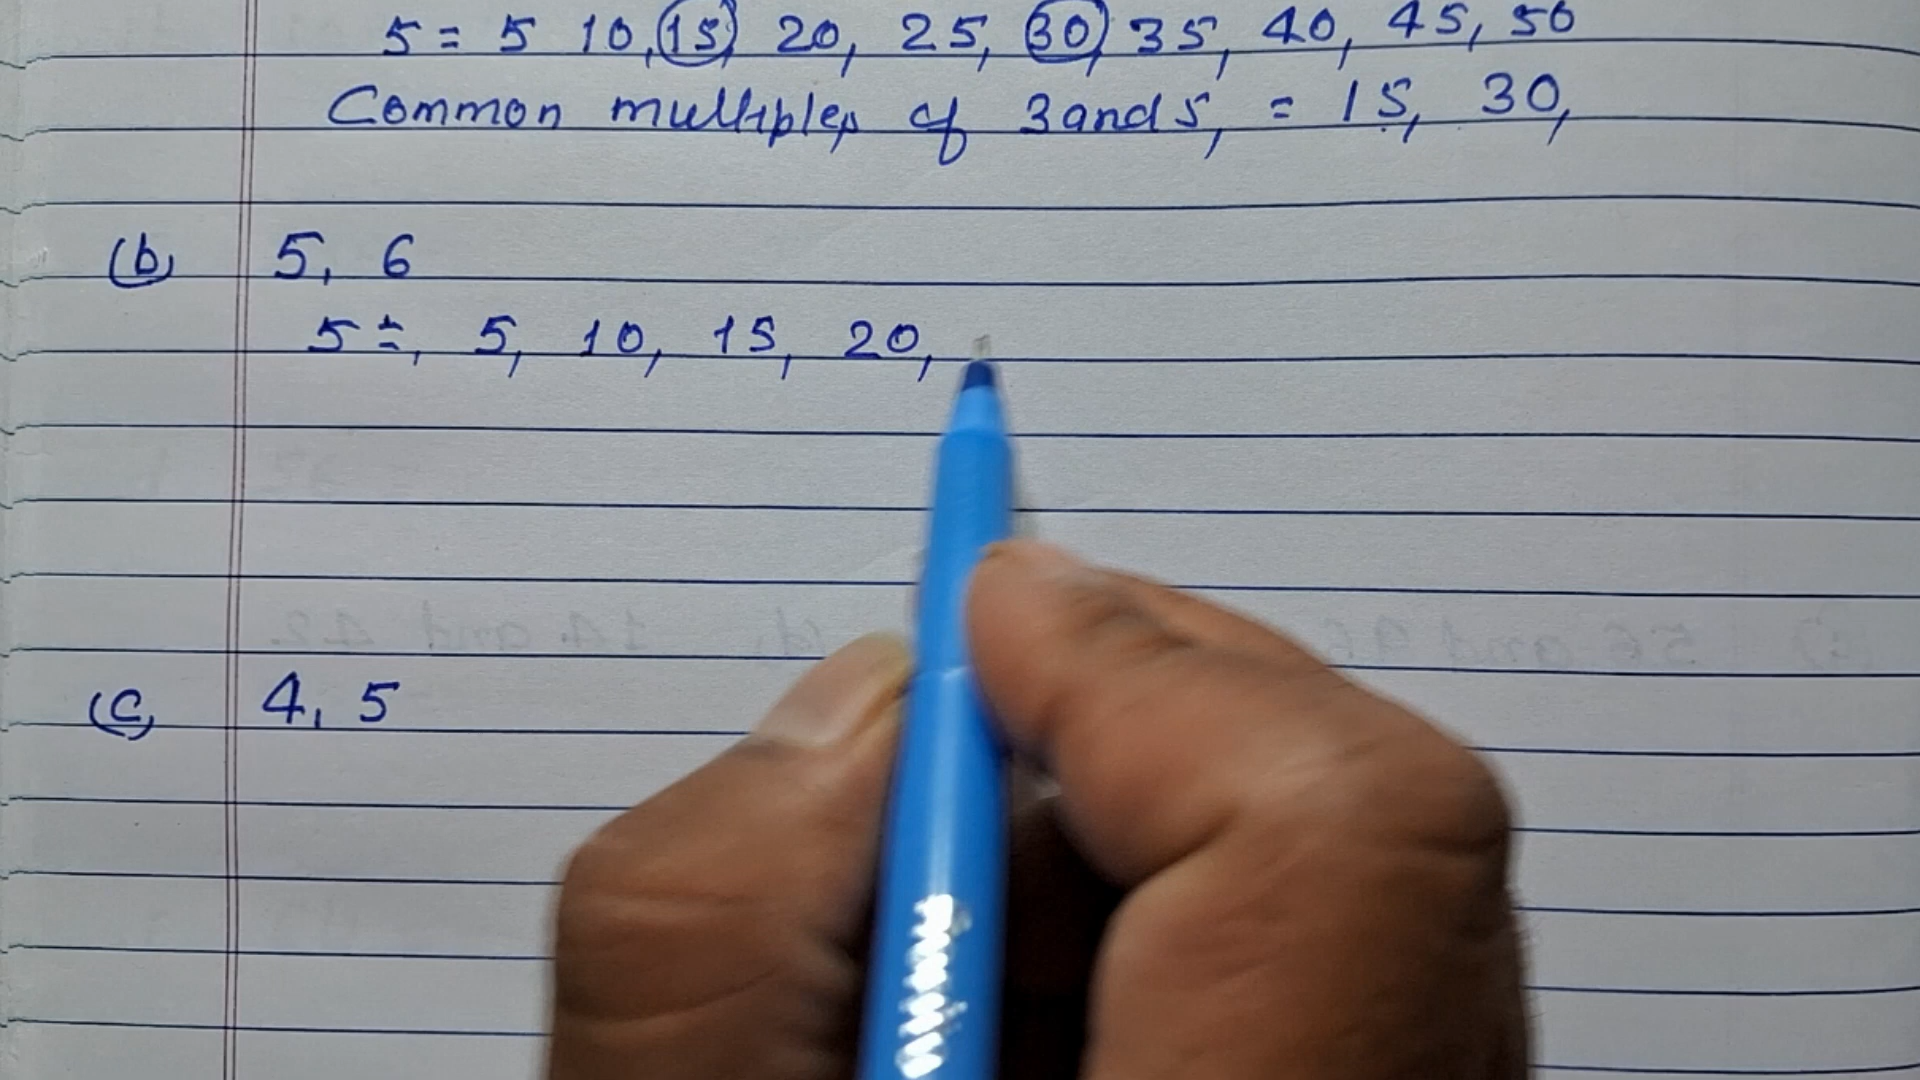 5 = 5 10, 15, 20, 25, 30, 35, 40, 45, 50
Common multiples of 3 and 5, = 15, 30,
(b) 5, 6
5 =, 5, 10, 15, 20,
(c) 4, 5